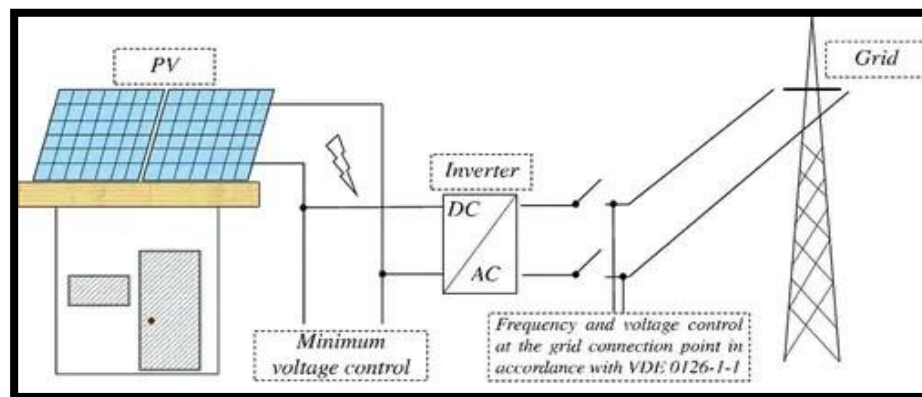 PV
Grid
Inverter
DC
AC
Minimum
voltage control
Frequency and voltage control
at the grid connection point in
accordance with VDE 0126-1-1